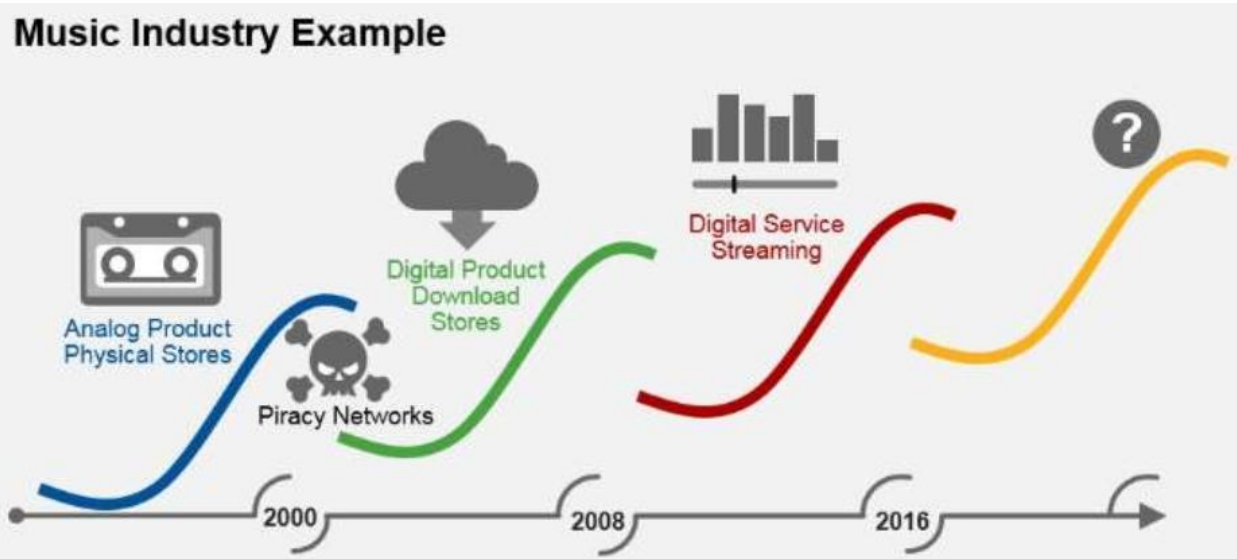 Music Industry Example
?
Digital Service
Streaming
Digital Product
Download
Stores
Analog Product
Physical Stores
Piracy Networks
2000
2008
2016